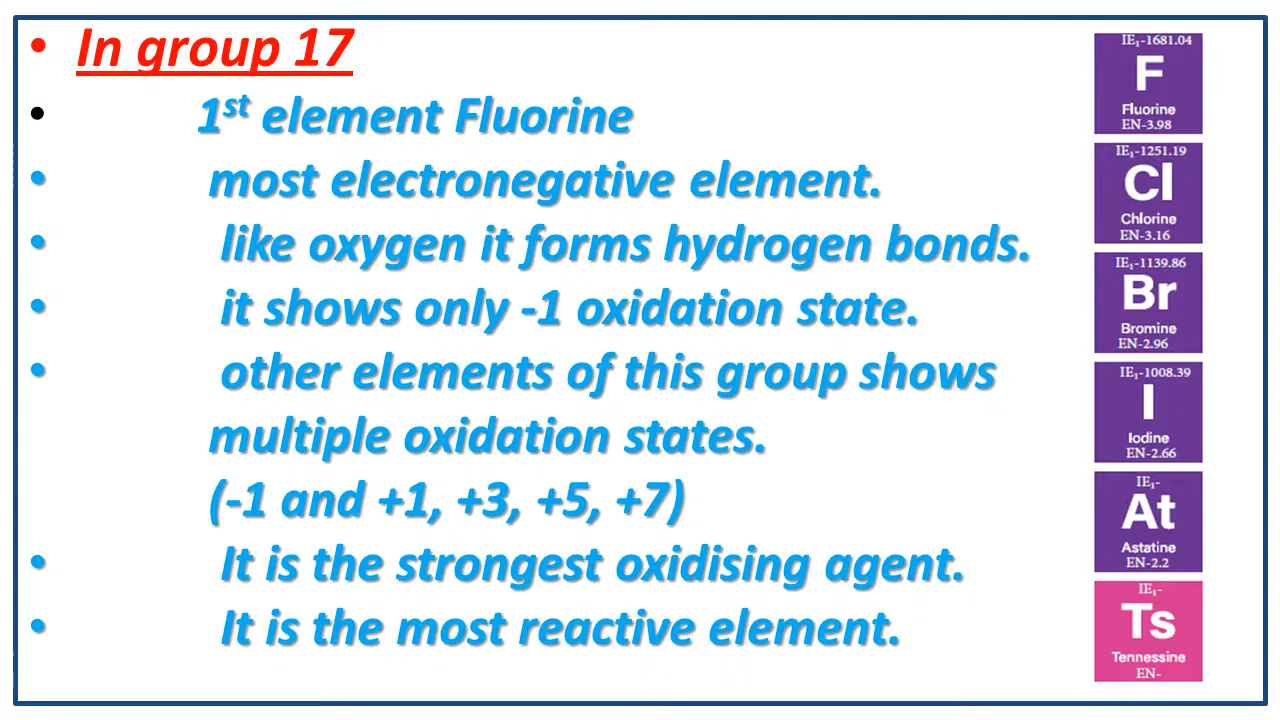 • In group 17
• 1st element Fluorine
• most electronegative element.
• like oxygen it forms hydrogen bonds.
• it shows only -1 oxidation state.
• other elements of this group shows
multiple oxidation states.
(-1 and +1, +3, +5, +7)
• It is the strongest oxidising agent.
• It is the most reactive element.
IE₁-1681.04
F
Fluorine
EN-3.98
IE₁-1251.19
Cl
Chlorine
EN-3.16
IE₁-1139.86
Br
Bromine
EN-2.96
IE₁-1008.39
I
Iodine
EN-2.66
IE₁-
At
Astatine
EN-2.2
IE₁-
Ts
Tennessine
EN-